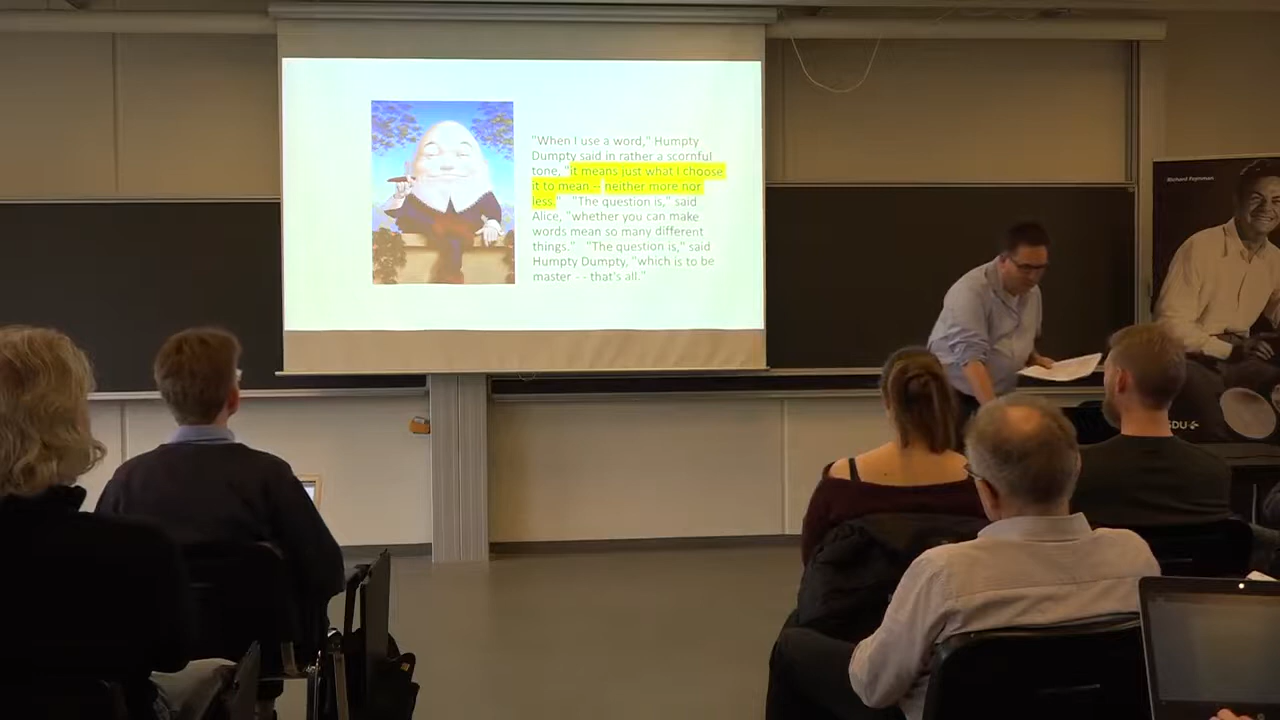 "When I use a word," Humpty
Dumpty said in rather a scornful
tone, "it means just what I choose
it to mean -- neither more nor
less."   "The question is," said
Alice, "whether you can make
words mean so many different
things."   "The question is," said
Humpty Dumpty, "which is to be
master - - that's all."
Richard Feynman
SDU